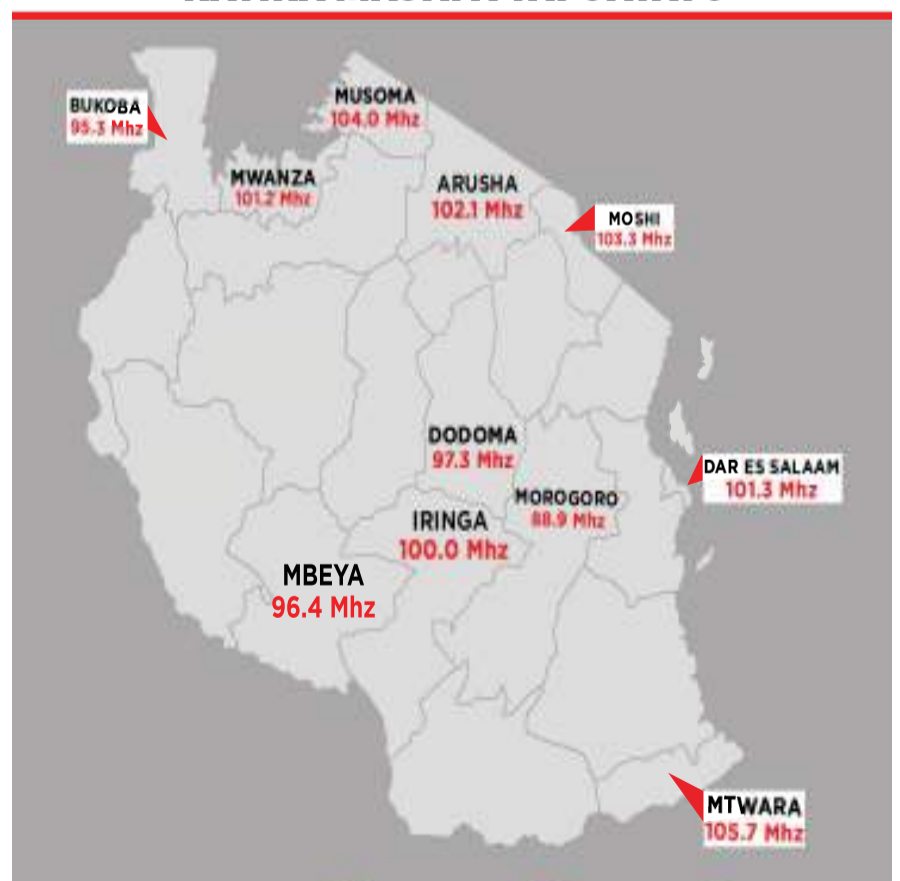 BUKOBA
95.3 Mhz
MUSOMA
104.0 Mhz
MWANZA
101.2 Mhz
ARUSHA
102.1 Mhz
MOSHI
103.3 Mhz
DODOMA
97.3 Mhz
DAR ES SALAAM
101.3 Mhz
MOROGORO
88.9 Mhz
IRINGA
100.0 Mhz
MBEYA
96.4 Mhz
MTWARA
105.7 Mhz